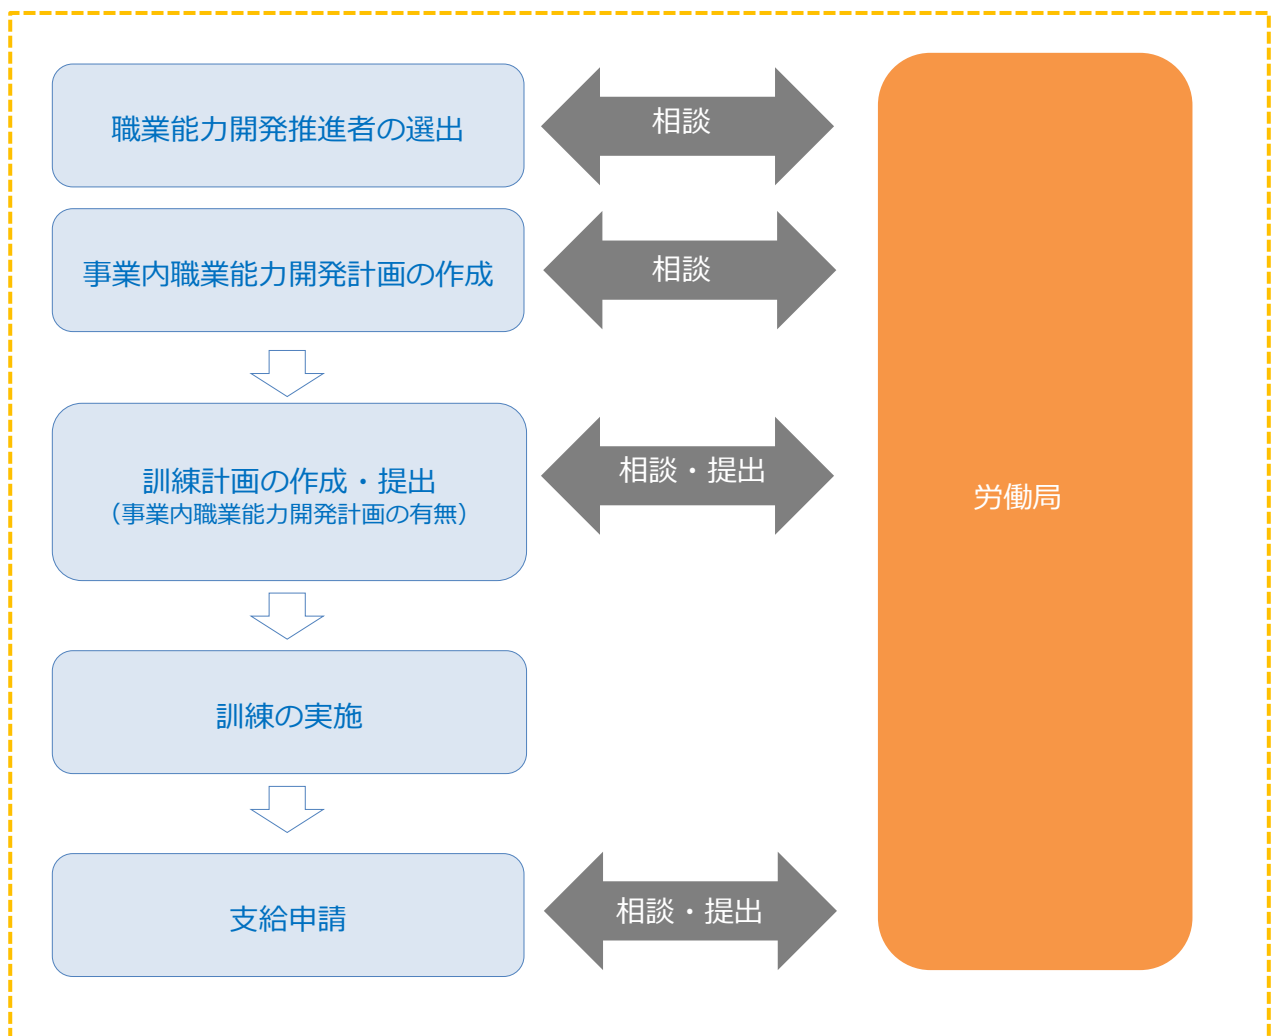 職業能力開発推進者の選出
相談
事業内職業能力開発計画の作成
相談
訓練計画の作成・提出
（事業内職業能力開発計画の有無）
相談・提出
労働局
訓練の実施
支給申請
相談・提出